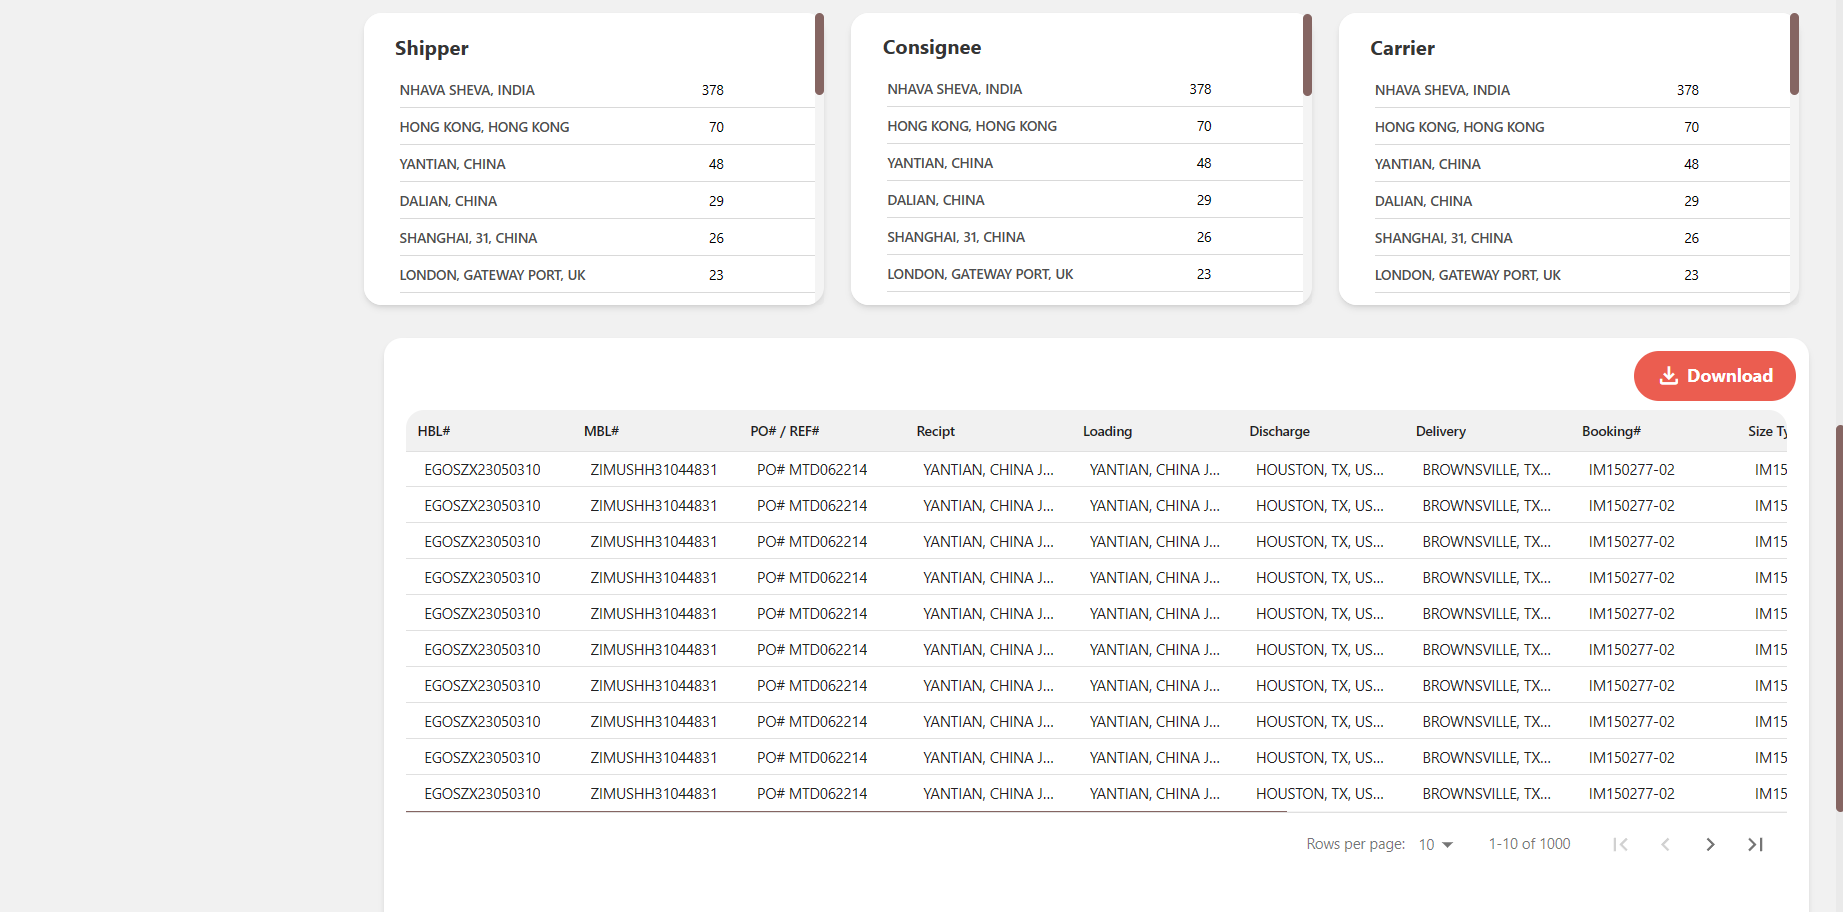 Shipper
NHAVA SHEVA, INDIA 378
HONG KONG, HONG KONG 70
YANTIAN, CHINA 48
DALIAN, CHINA 29
SHANGHAI, 31, CHINA 26
LONDON, GATEWAY PORT, UK 23
Consignee
NHAVA SHEVA, INDIA 378
HONG KONG, HONG KONG 70
YANTIAN, CHINA 48
DALIAN, CHINA 29
SHANGHAI, 31, CHINA 26
LONDON, GATEWAY PORT, UK 23
Carrier
NHAVA SHEVA, INDIA 378
HONG KONG, HONG KONG 70
YANTIAN, CHINA 48
DALIAN, CHINA 29
SHANGHAI, 31, CHINA 26
LONDON, GATEWAY PORT, UK 23
Download
HBL# MBL# PO# / REF# Recipt Loading Discharge Delivery Booking# Size Ty
EGOSZX23050310 ZIMUSHH31044831 PO# MTD062214 YANTIAN, CHINA J... YANTIAN, CHINA J... HOUSTON, TX, US... BROWNSVILLE, TX... IM150277-02 IM15
EGOSZX23050310 ZIMUSHH31044831 PO# MTD062214 YANTIAN, CHINA J... YANTIAN, CHINA J... HOUSTON, TX, US... BROWNSVILLE, TX... IM150277-02 IM15
EGOSZX23050310 ZIMUSHH31044831 PO# MTD062214 YANTIAN, CHINA J... YANTIAN, CHINA J... HOUSTON, TX, US... BROWNSVILLE, TX... IM150277-02 IM15
EGOSZX23050310 ZIMUSHH31044831 PO# MTD062214 YANTIAN, CHINA J... YANTIAN, CHINA J... HOUSTON, TX, US... BROWNSVILLE, TX... IM150277-02 IM15
EGOSZX23050310 ZIMUSHH31044831 PO# MTD062214 YANTIAN, CHINA J... YANTIAN, CHINA J... HOUSTON, TX, US... BROWNSVILLE, TX... IM150277-02 IM15
EGOSZX23050310 ZIMUSHH31044831 PO# MTD062214 YANTIAN, CHINA J... YANTIAN, CHINA J... HOUSTON, TX, US... BROWNSVILLE, TX... IM150277-02 IM15
EGOSZX23050310 ZIMUSHH31044831 PO# MTD062214 YANTIAN, CHINA J... YANTIAN, CHINA J... HOUSTON, TX, US... BROWNSVILLE, TX... IM150277-02 IM15
EGOSZX23050310 ZIMUSHH31044831 PO# MTD062214 YANTIAN, CHINA J... YANTIAN, CHINA J... HOUSTON, TX, US... BROWNSVILLE, TX... IM150277-02 IM15
EGOSZX23050310 ZIMUSHH31044831 PO# MTD062214 YANTIAN, CHINA J... YANTIAN, CHINA J... HOUSTON, TX, US... BROWNSVILLE, TX... IM150277-02 IM15
EGOSZX23050310 ZIMUSHH31044831 PO# MTD062214 YANTIAN, CHINA J... YANTIAN, CHINA J... HOUSTON, TX, US... BROWNSVILLE, TX... IM150277-02 IM15
Rows per page: 10 1-10 of 1000